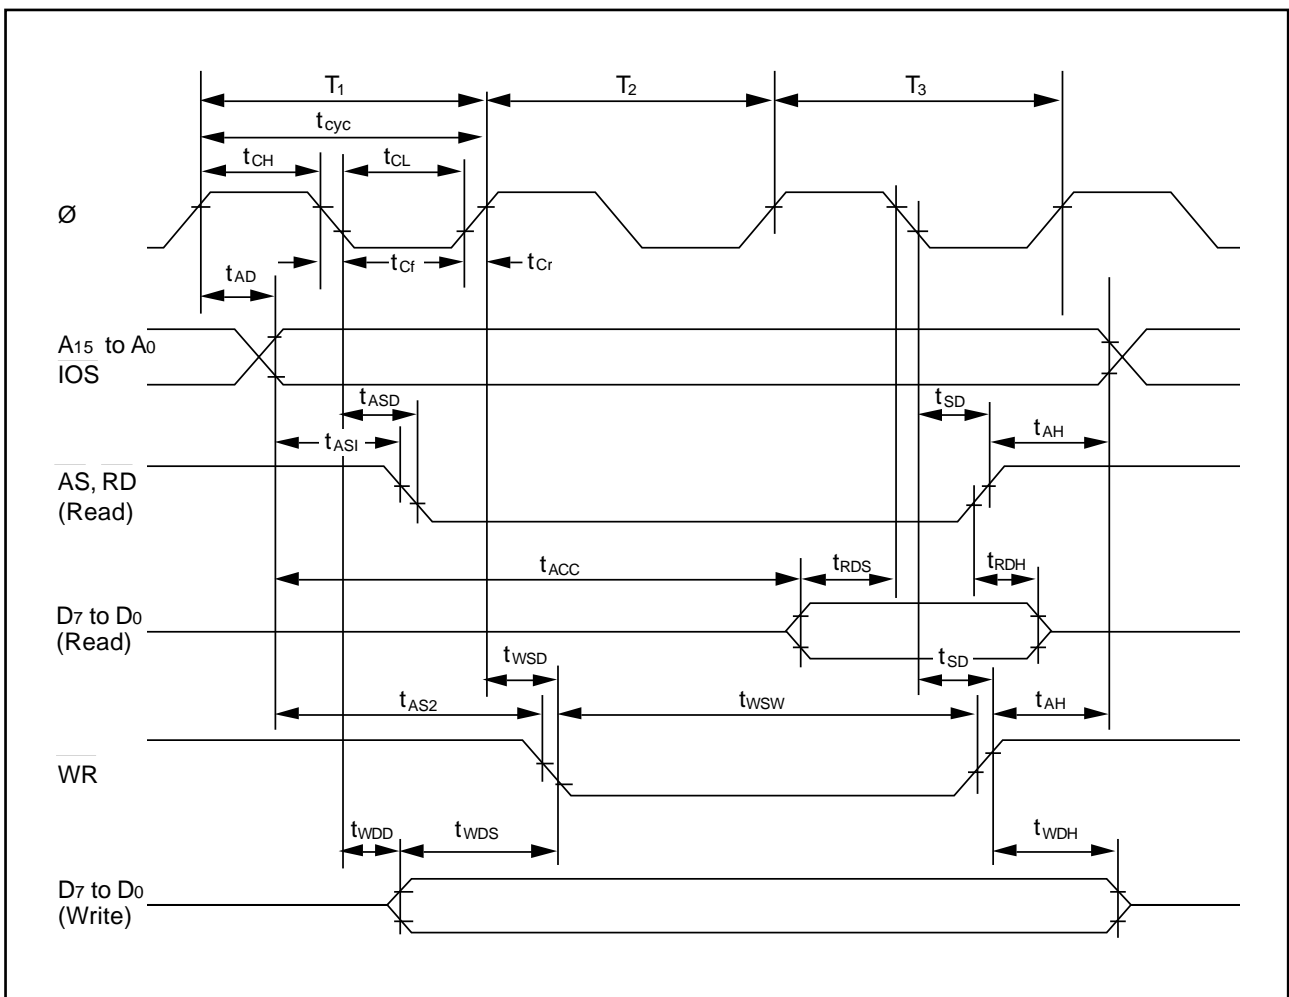 T1 T2 T3
tcyc
tCH tCL
Ø
tCf tCr
tAD
A15 to A0
IOS
tASD tSD
tASI tAH
AS, RD
(Read)
tACC tRDS tRDH
D7 to D0
(Read)
tWSD tSD
tAS2 tWSW tAH
WR
tWDD tWDS tWDH
D7 to D0
(Write)